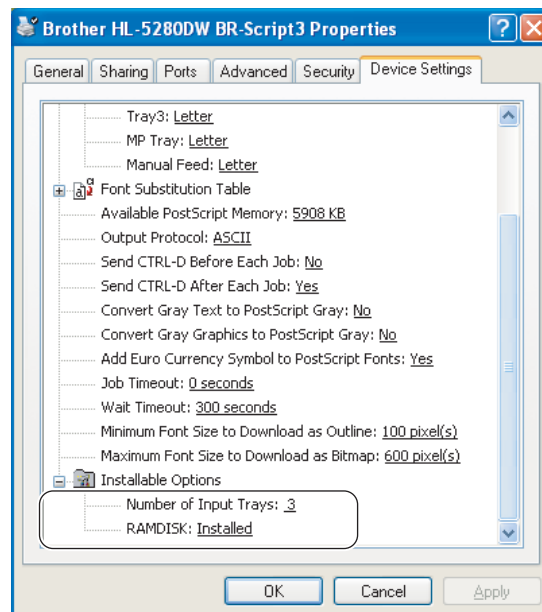 Brother HL-5280DW BR-Script3 Properties
General Sharing Ports Advanced Security Device Settings
Tray3: Letter
MP Tray: Letter
Manual Feed: Letter
Font Substitution Table
Available PostScript Memory: 5908 KB
Output Protocol: ASCII
Send CTRL-D Before Each Job: No
Send CTRL-D After Each Job: Yes
Convert Gray Text to PostScript Gray: No
Convert Gray Graphics to PostScript Gray: No
Add Euro Currency Symbol to PostScript Fonts: Yes
Job Timeout: 0 seconds
Wait Timeout: 300 seconds
Minimum Font Size to Download as Outline: 100 pixel(s)
Maximum Font Size to Download as Bitmap: 600 pixel(s)
Installable Options
Number of Input Trays: 3
RAMDISK: Installed
OK Cancel Apply